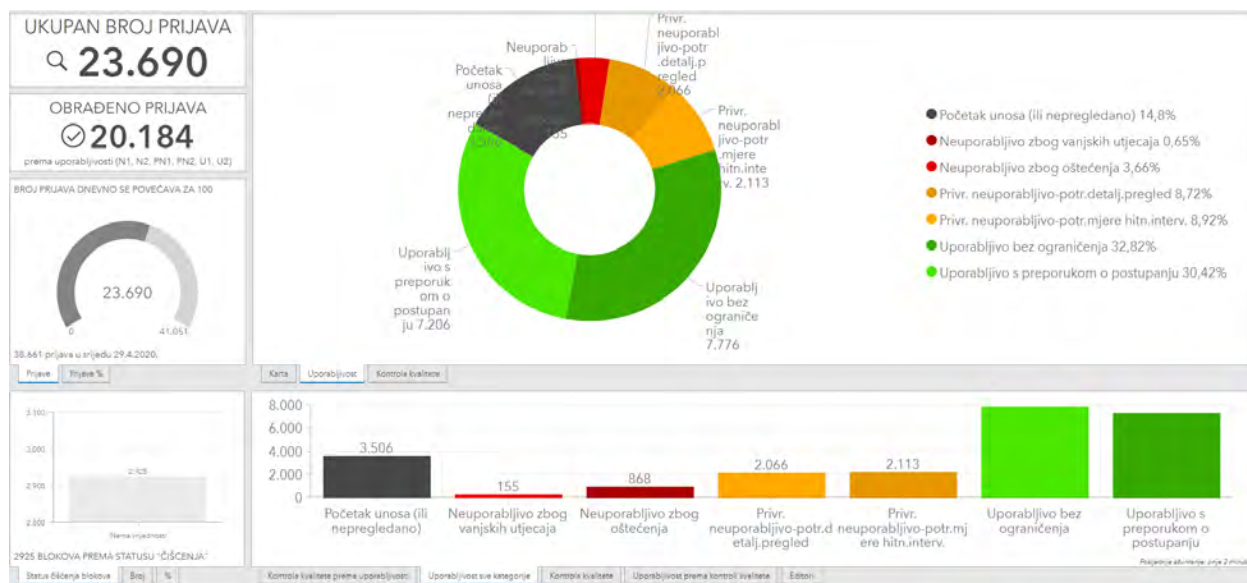 UKUPAN BROJ PRIJAVA
23.690
OBRAĐENO PRIJAVA
20.184
prema uporabljivosti (N1, N2, PN1, PN2, U1, U2)
BROJ PRIJAVA DNEVNO SE POVEĆAVA ZA 100
23.690
0
41.051
38.661 prijava u srijedu 29.4.2020.
Prijave
Prijave %
Neuporab
Početak
unosa
Privr.
neuporabl
jivo-potr
.detalj.p
regled
2.066
Privr.
neuporabl
jivo-potr
.mjere
hitn.inte
rv. 2.113
Uporablj
ivo s
preporuk
om o
postupan
ju 7.206
Uporablj
ivo bez
ograniče
nja
7.776
Početak unosa (ili nepregledano) 14,8%
Neuporabljivo zbog vanjskih utjecaja 0,65%
Neuporabljivo zbog oštećenja 3,66%
Privr. neuporabljivo-potr.detalj.pregled 8,72%
Privr. neuporabljivo-potr.mjere hitn.interv. 8,92%
Uporabljivo bez ograničenja 32,82%
Uporabljivo s preporukom o postupanju 30,42%
Karta
Uporabljivost
Kontrola kvalitete
2925 BLOKOVA PREMA STATUSU "ČIŠĆENJA"
Status čišćenja blokova
Broj
%
8.000
6.000
4.000
2.000
0
3.506
155
868
2.066
2.113
Početak unosa (ili
nepregledano)
Neuporabljivo zbog
vanjskih utjecaja
Neuporabljivo zbog
oštećenja
Privr.
neuporabljivo-potr.d
etalj.pregled
Privr.
neuporabljivo-potr.mj
ere hitn.interv.
Uporabljivo bez
ograničenja
Uporabljivo s
preporukom o
postupanju
Kontrola kvalitete prema uporabljivosti
Uporabljivost sve kategorije
Kontrola kvalitete
Uporabljivost prema kontroli kvalitete
Editori